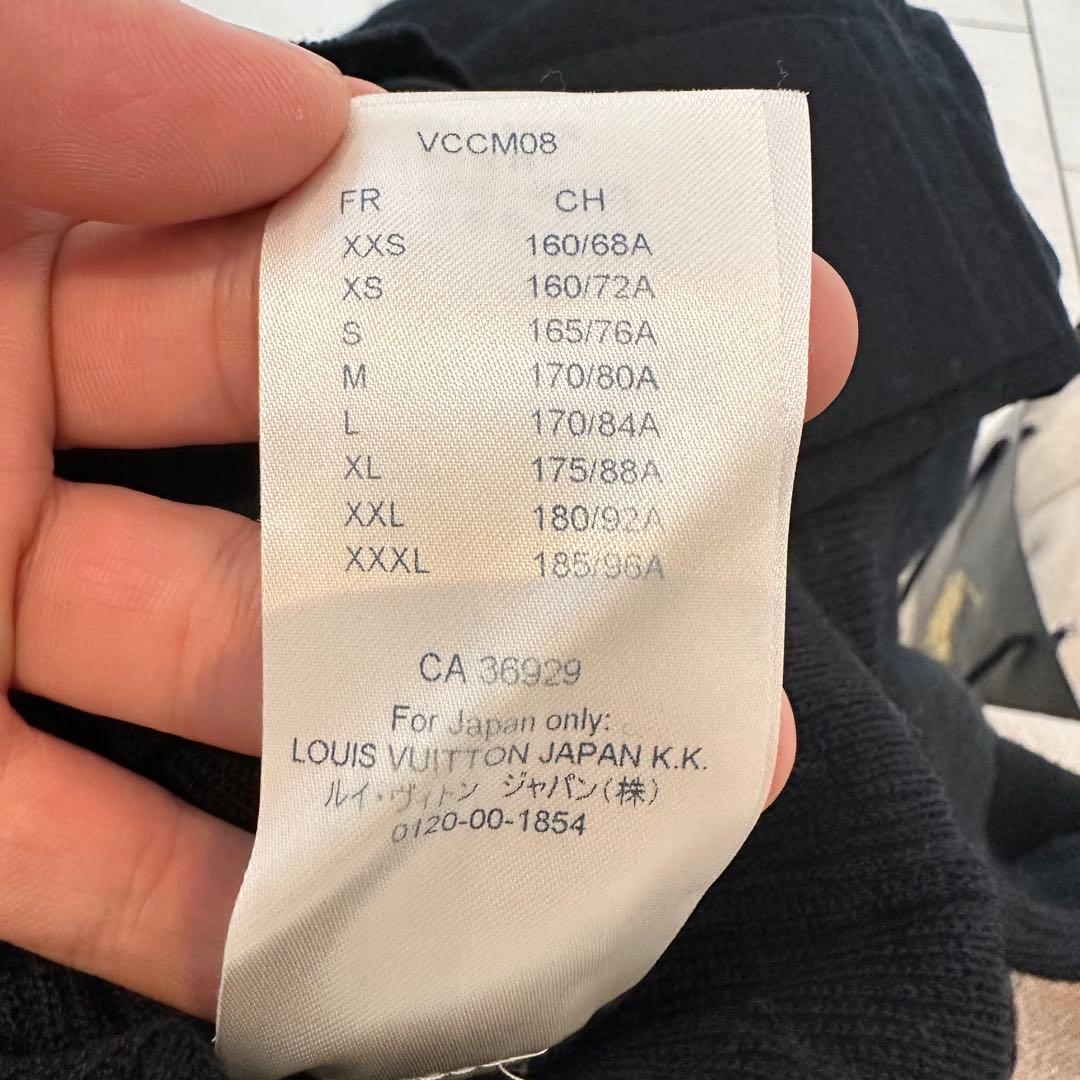 VCCM08
FR CH
XXS 160/68A
XS 160/72A
S 165/76A
M 170/80A
L 170/84A
XL 175/88A
XXL 180/92A
XXXL 185/96A
CA 36929
For Japan only:
LOUIS VUITTON JAPAN K.K.
ルイ・ヴィトン ジャパン(株)
0120-00-1854